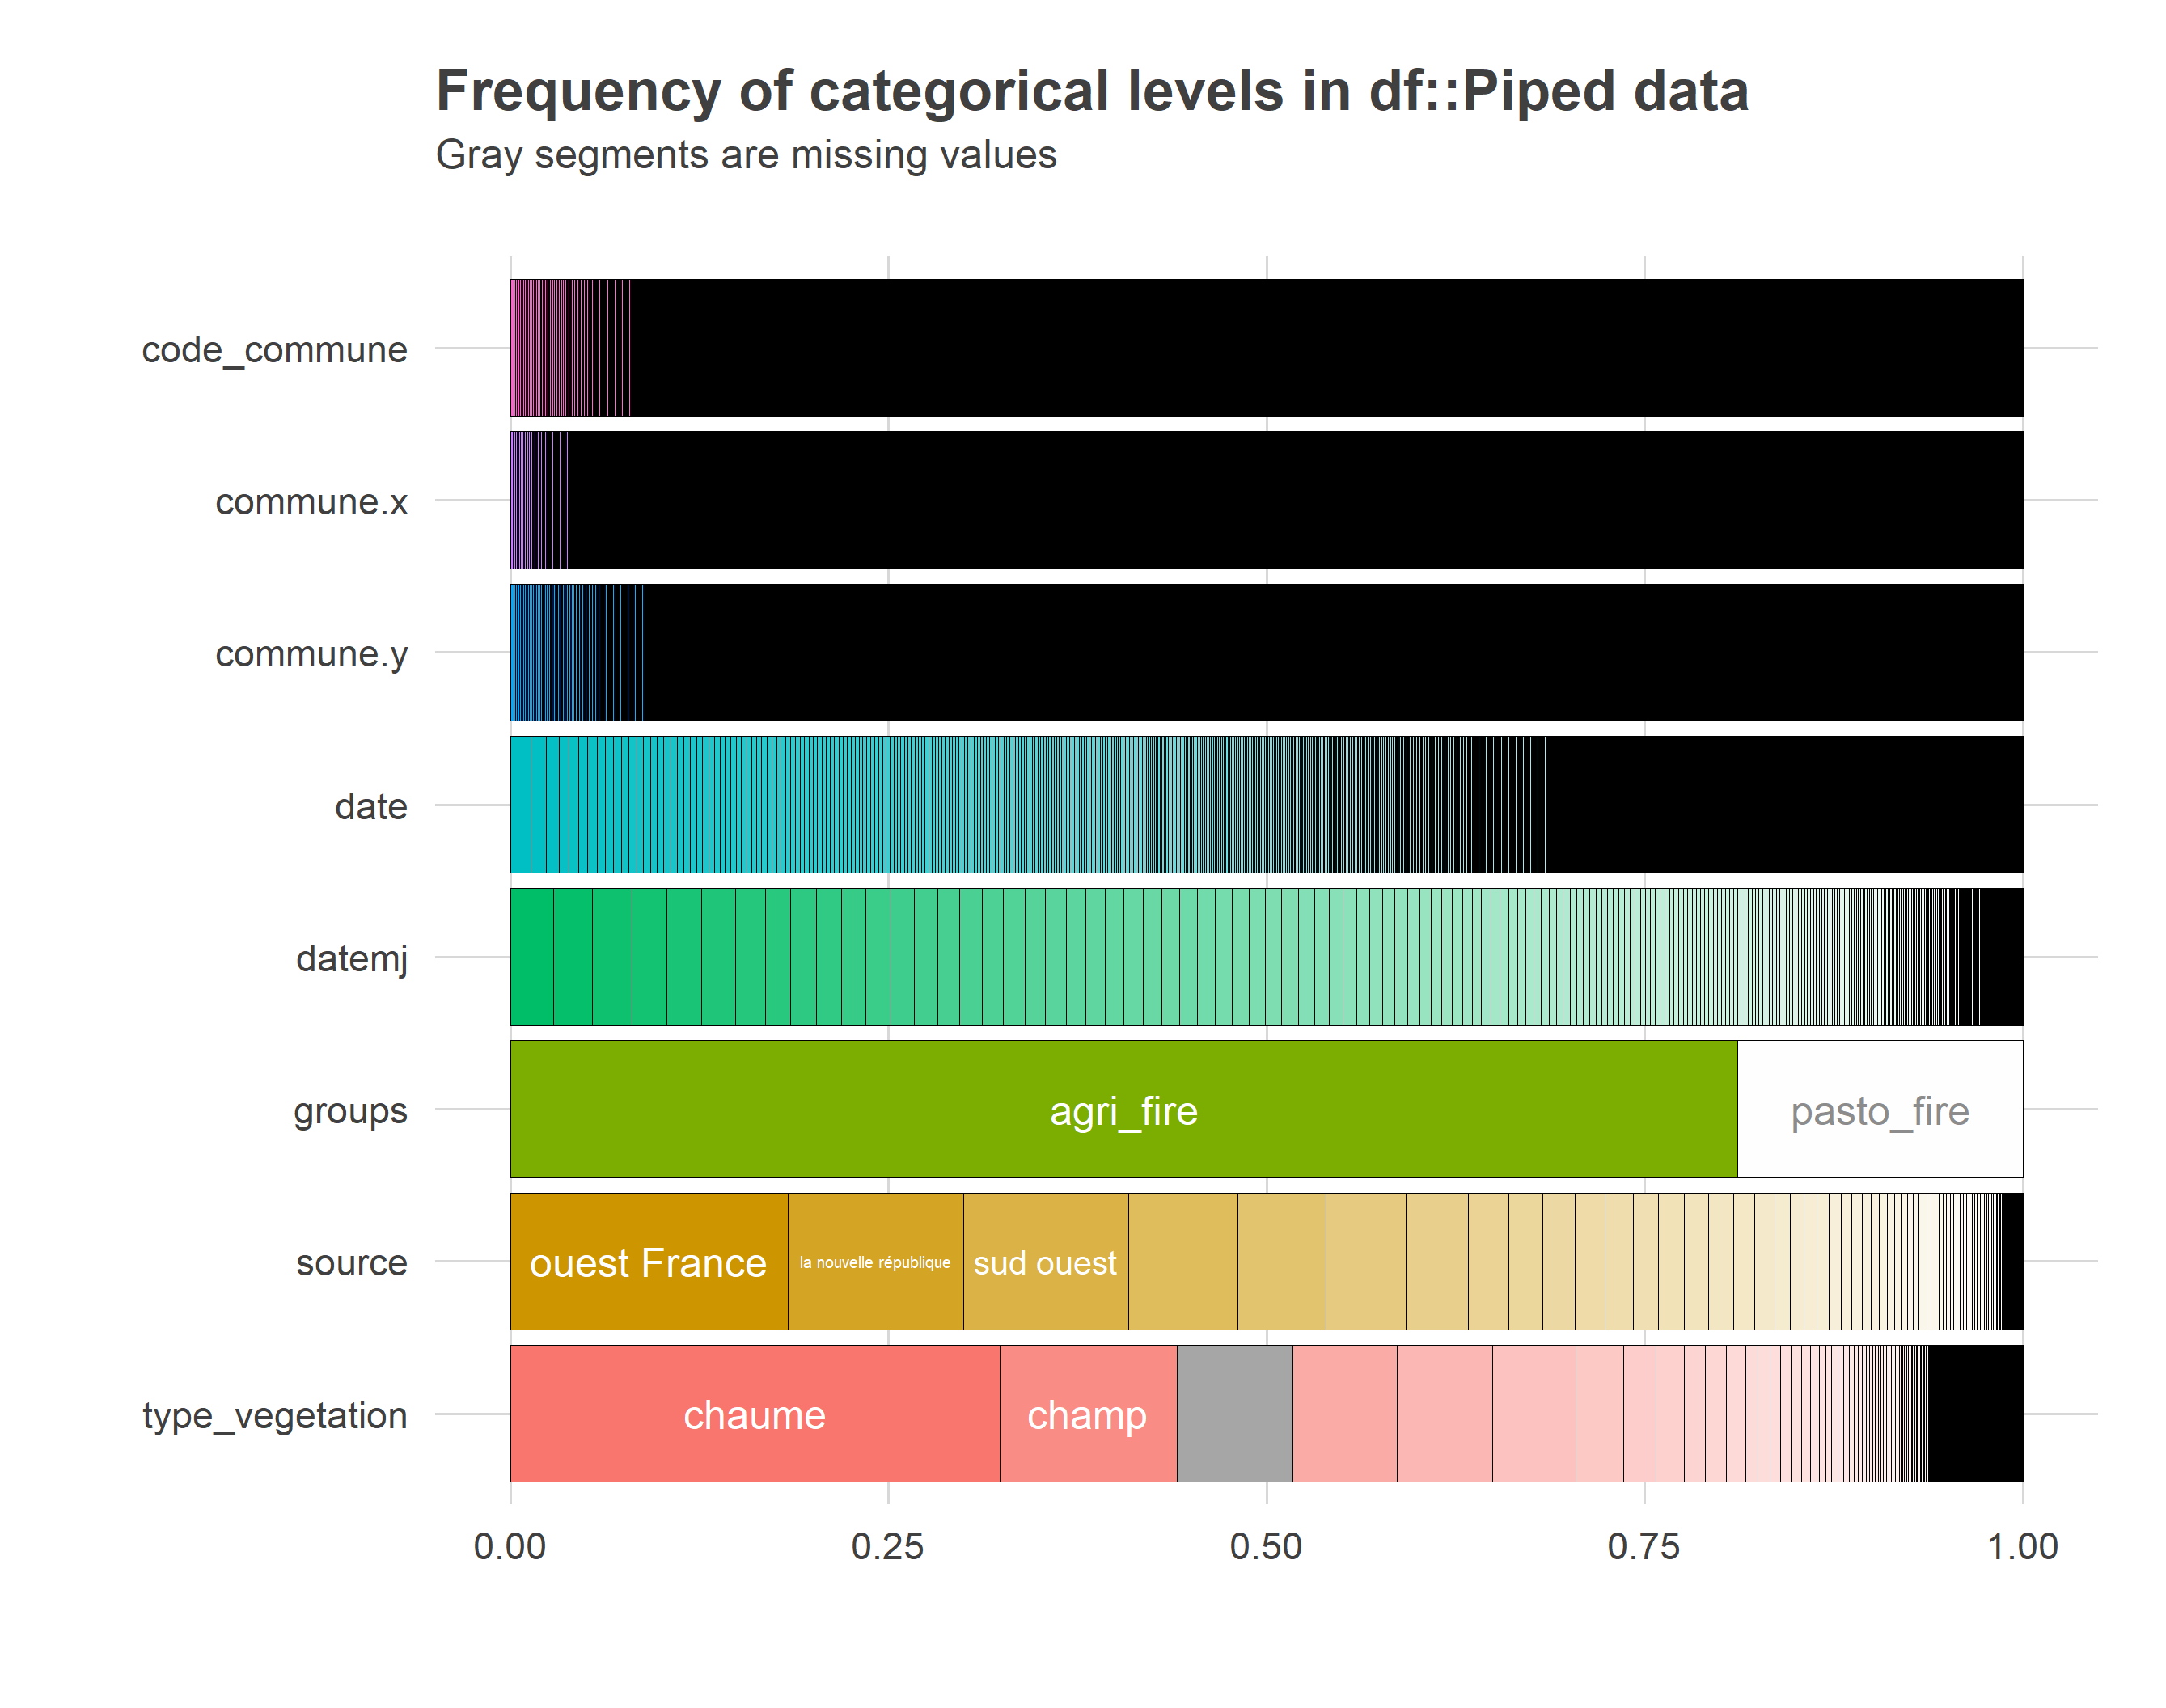 Frequency of categorical levels in df::Piped data
Gray segments are missing values
code_commune
commune.x
commune.y
date
datemj
groups
agri_fire
pasto_fire
source
ouest France
la nouvelle république
sud ouest
type_vegetation
chaume
champ
0.00
0.25
0.50
0.75
1.00